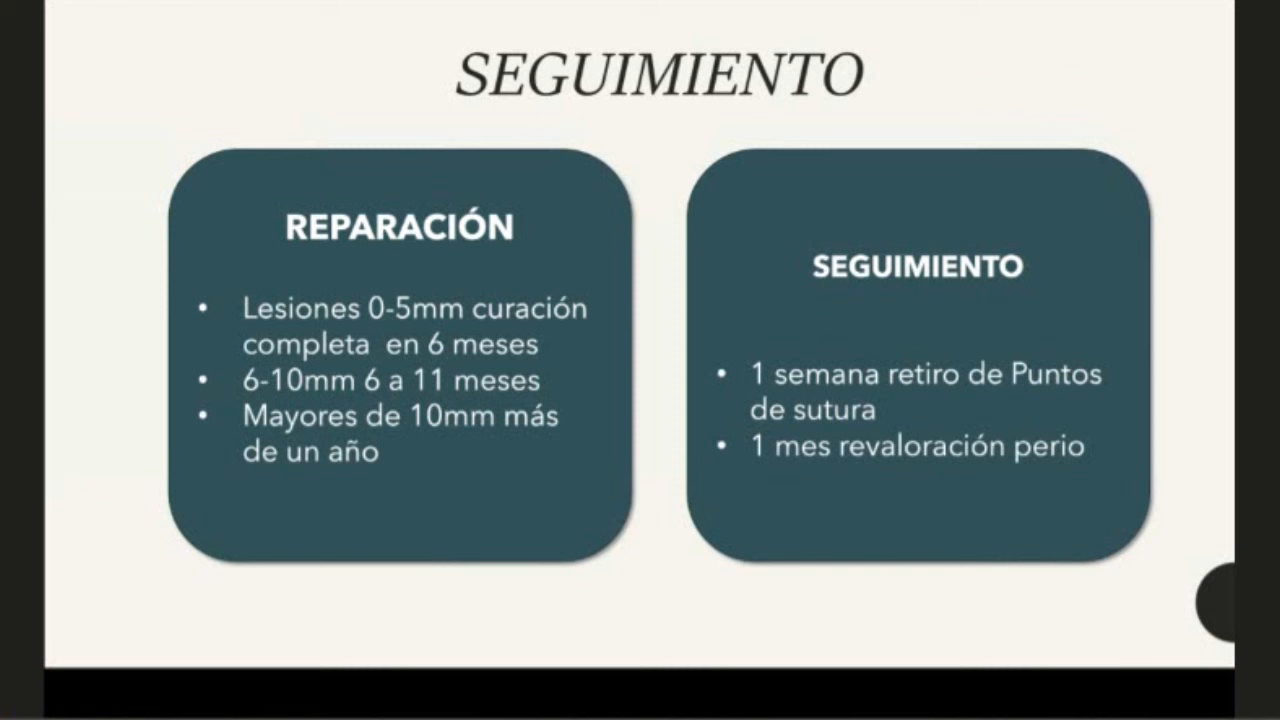 SEGUIMIENTO
REPARACIÓN
• Lesiones 0-5mm curación
completa en 6 meses
• 6-10mm 6 a 11 meses
• Mayores de 10mm más
de un año
SEGUIMIENTO
• 1 semana retiro de Puntos
de sutura
• 1 mes revaloración perio